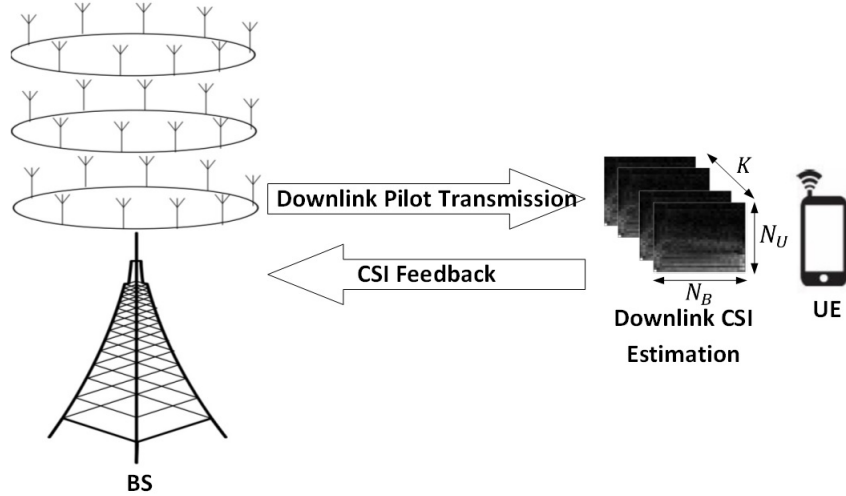 Downlink Pilot Transmission
CSI Feedback
K
N_U
N_B
Downlink CSI
Estimation
UE
BS